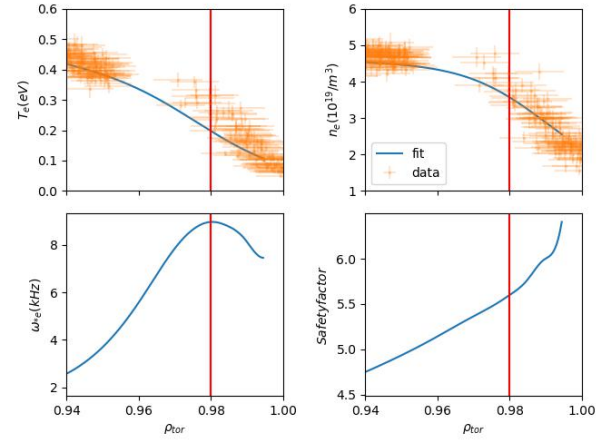 0.6
0.5
0.4
0.3
0.2
0.1
0.0
T_e(eV)
6
5
4
3
2
1
n_e(10^19/m^3)
fit
data
8
6
4
2
ω_{*e}(kHz)
0.94 0.96 0.98 1.00
ρ_tor
6.0
5.5
5.0
4.5
Safetyfactor
0.94 0.96 0.98 1.00
ρ_tor